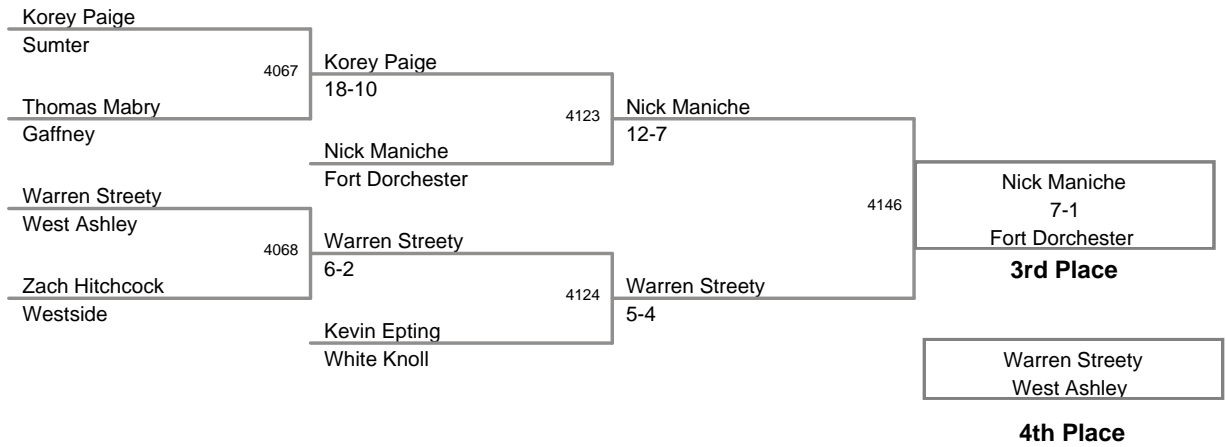 Korey Paige
Sumter
4067
Thomas Mabry
Gaffney
Korey Paige
18-10
4123
Nick Maniche
Fort Dorchester
Nick Maniche
12-7
Warren Streety
West Ashley
4068
Zach Hitchcock
Westside
Warren Streety
6-2
4124
Kevin Epting
White Knoll
Warren Streety
5-4
4146
Nick Maniche
7-1
Fort Dorchester
3rd Place
Warren Streety
West Ashley
4th Place